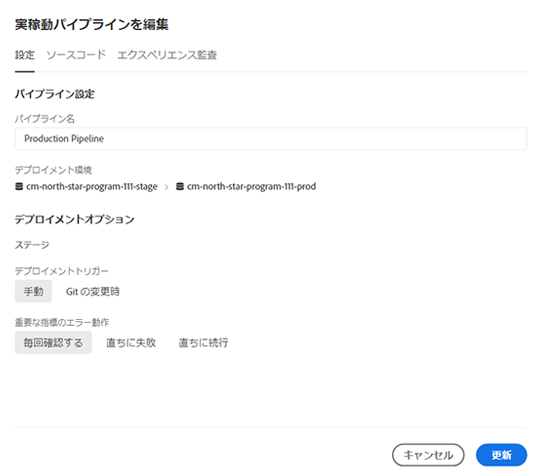 実稼動パイプラインを編集
設定 ソースコード エクスペリエンス監査
パイプライン設定
パイプライン名
Production Pipeline
デプロイメント環境
cm-north-star-program-111-stage > cm-north-star-program-111-prod
デプロイメントオプション
ステージ
デプロイメントトリガー
手動 Git の変更時
重要な指標のエラー動作
毎回確認する 直ちに失敗 直ちに続行
キャンセル 更新